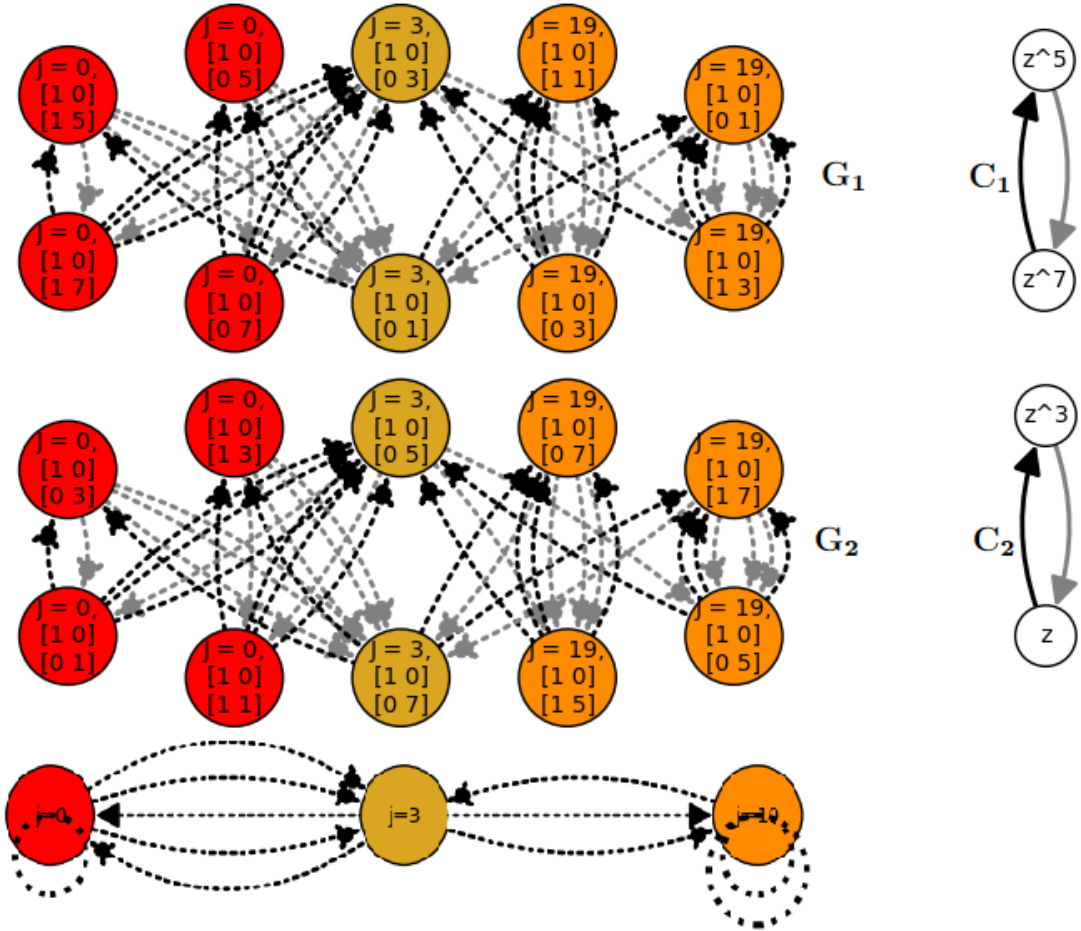 J = 0,
[1 0]
[1 5]
J = 0,
[1 0]
[0 5]
J = 3,
[1 0]
[0 3]
J = 19,
[1 0]
[1 1]
J = 19,
[1 0]
[0 1]
z^5
G1
C1
J = 0,
[1 0]
[1 7]
J = 0,
[1 0]
[0 7]
J = 3,
[1 0]
[0 1]
J = 19,
[1 0]
[0 3]
J = 19,
[1 0]
[1 3]
z^7
J = 0,
[1 0]
[0 3]
J = 0,
[1 0]
[1 3]
J = 3,
[1 0]
[0 5]
J = 19,
[1 0]
[0 7]
J = 19,
[1 0]
[1 7]
z^3
G2
C2
J = 0,
[1 0]
[0 1]
J = 0,
[1 0]
[1 1]
J = 3,
[1 0]
[0 7]
J = 19,
[1 0]
[1 5]
J = 19,
[1 0]
[0 5]
z
j=0
j=3
j=19